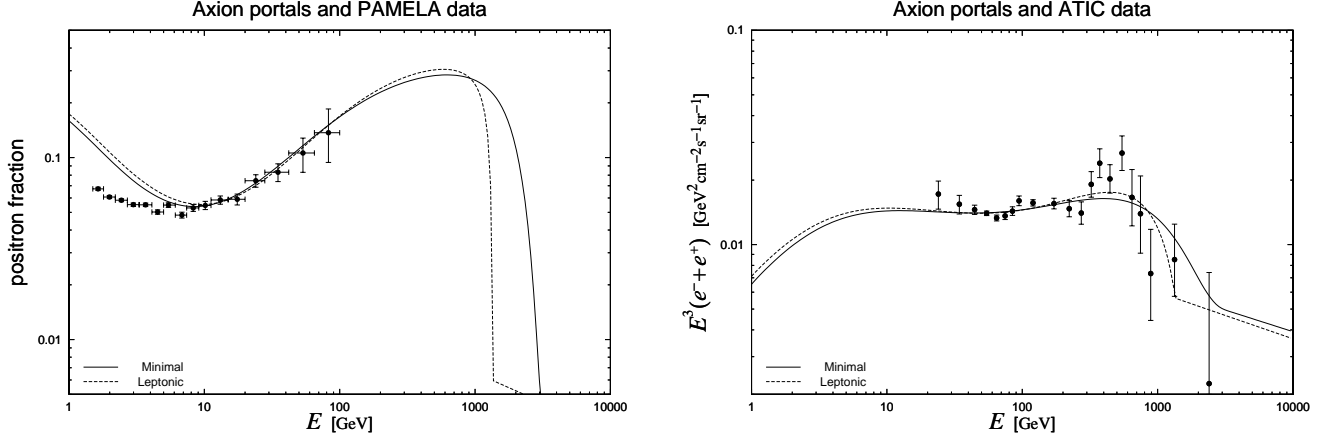 Axion portals and PAMELA data
0.1
0.01
positron fraction
Minimal
Leptonic
1 10 100 1000 10000
E [GeV]
Axion portals and ATIC data
0.1
0.01
E³(e⁻+e⁺) [GeV²cm⁻²s⁻¹sr⁻¹]
Minimal
Leptonic
1 10 100 1000 10000
E [GeV]